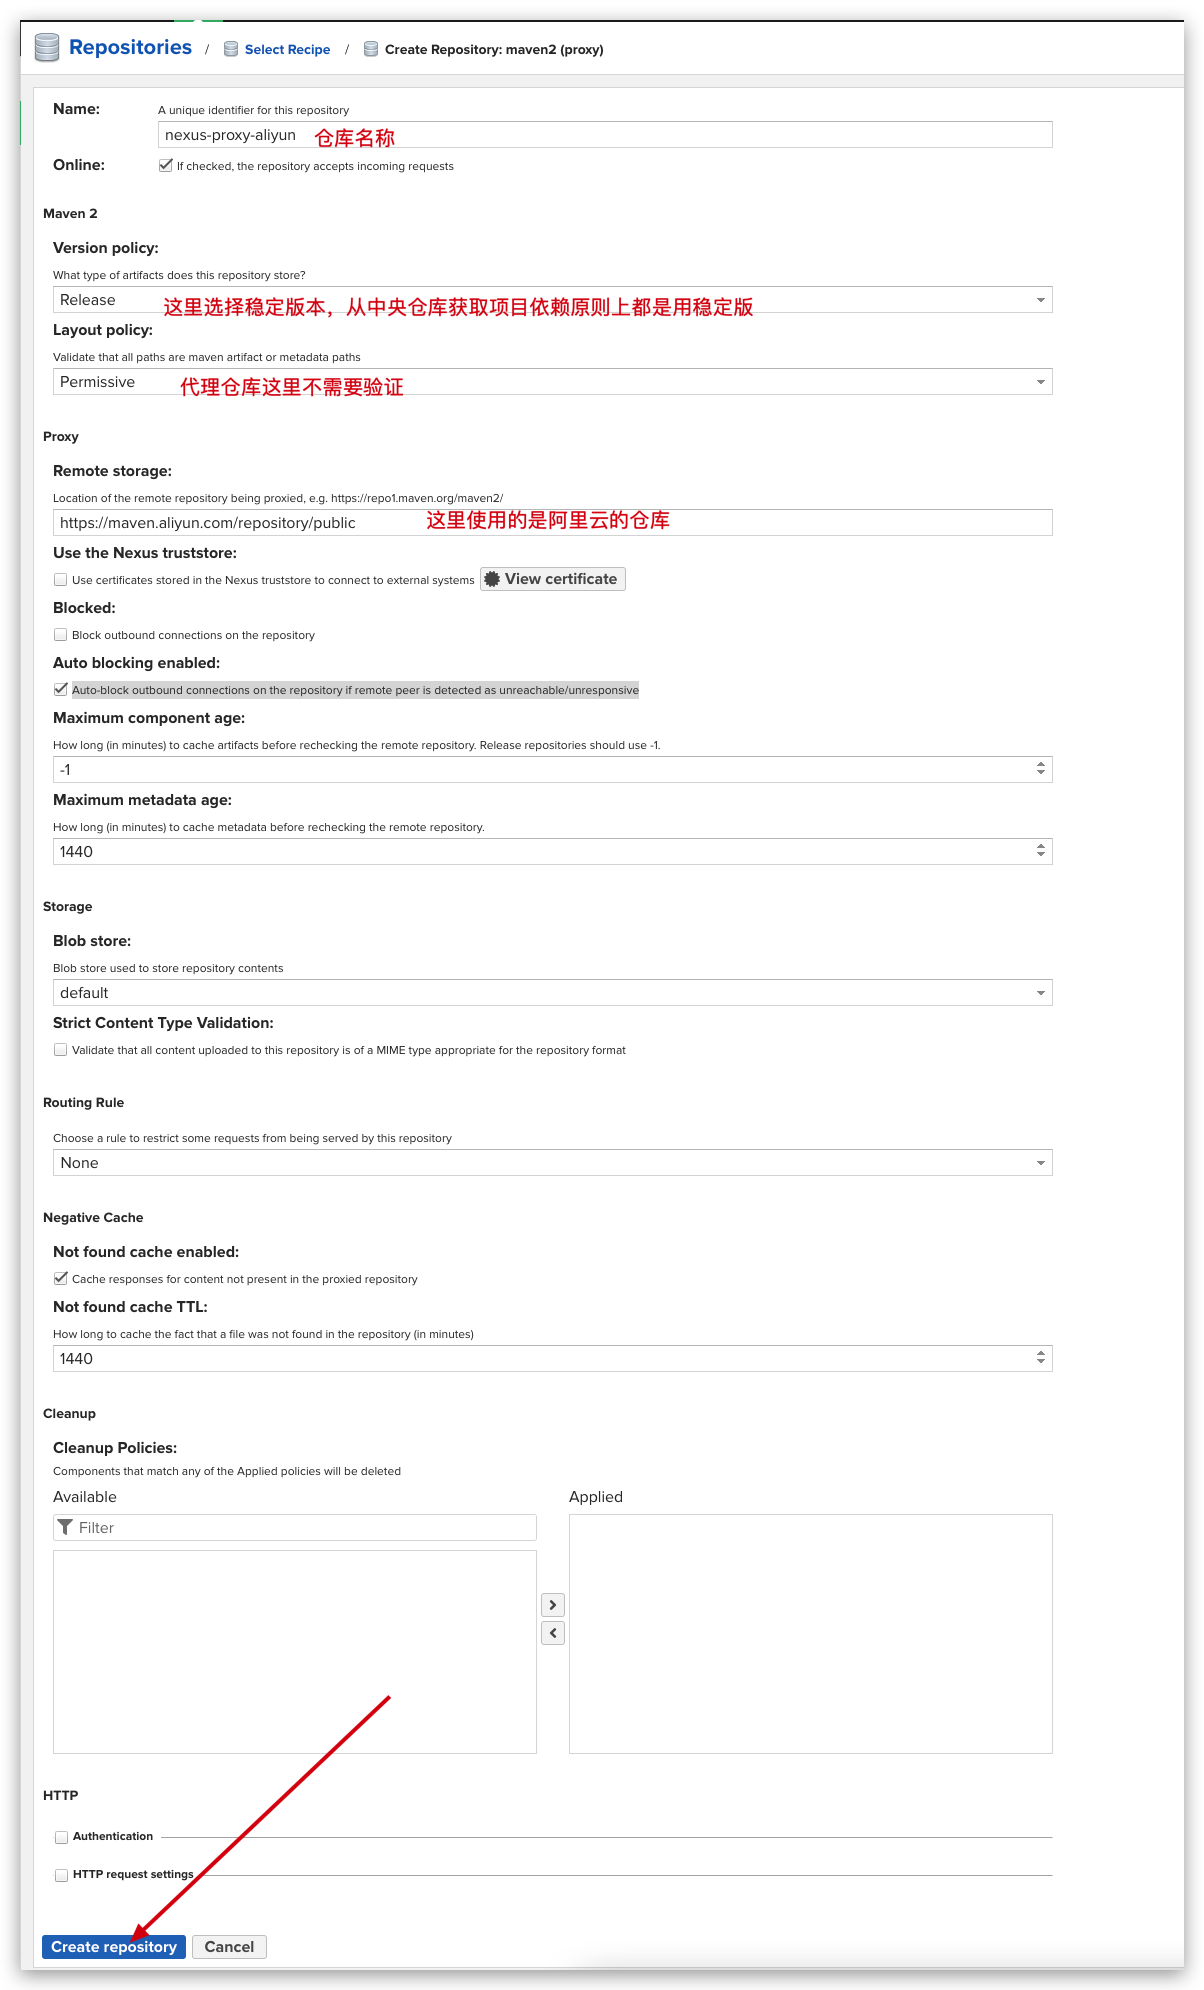 Repositories / Select Recipe / Create Repository: maven2 (proxy)
Name: A unique identifier for this repository
nexus-proxy-aliyun 仓库名称
Online: If checked, the repository accepts incoming requests
Maven 2
Version policy:
What type of artifacts does this repository store?
Release 这里选择稳定版本，从中央仓库获取项目依赖原则上都是用稳定版
Layout policy:
Validate that all paths are maven artifact or metadata paths
Permissive 代理仓库这里不需要验证
Proxy
Remote storage:
Location of the remote repository being proxied, e.g. https://repo1.maven.org/maven2/
https://maven.aliyun.com/repository/public 这里使用的是阿里云的仓库
Use the Nexus truststore:
Use certificates stored in the Nexus truststore to connect to external systems View certificate
Blocked:
Block outbound connections on the repository
Auto blocking enabled:
Auto-block outbound connections on the repository if remote peer is detected as unreachable/unresponsive
Maximum component age:
How long (in minutes) to cache artifacts before rechecking the remote repository. Release repositories should use -1.
-1
Maximum metadata age:
How long (in minutes) to cache metadata before rechecking the remote repository.
1440
Storage
Blob store:
Blob store used to store repository contents
default
Strict Content Type Validation:
Validate that all content uploaded to this repository is of a MIME type appropriate for the repository format
Routing Rule
Choose a rule to restrict some requests from being served by this repository
None
Negative Cache
Not found cache enabled:
Cache responses for content not present in the proxied repository
Not found cache TTL:
How long to cache the fact that a file was not found in the repository (in minutes)
1440
Cleanup
Cleanup Policies:
Components that match any of the Applied policies will be deleted
Available Applied
Filter
HTTP
Authentication
HTTP request settings
Create repository Cancel